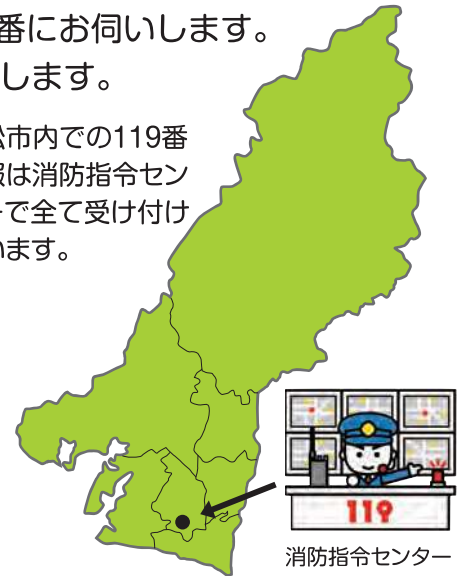 番にお伺いします。
します。
松市内での119番
報は消防指令セン
ーで全て受け付け
います。
119
消防指令センター